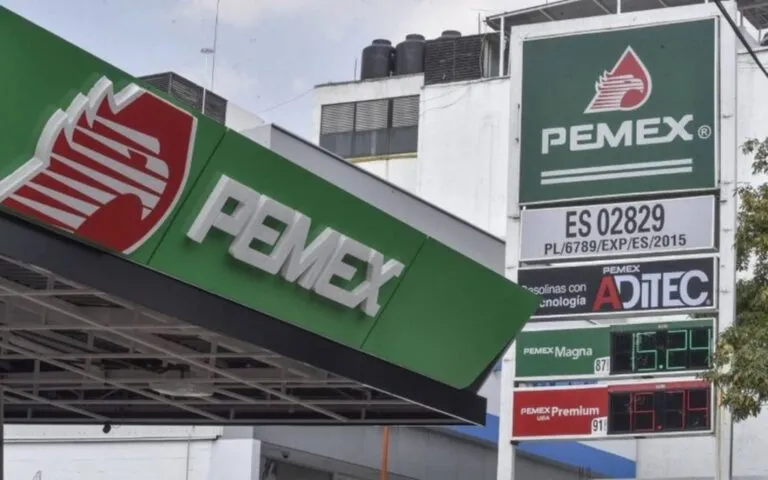 PEMEX
PEMEX®
ES 02829
PL/6789/EXP/ES/2015
PEMEX
asolinas con
cnología
ADITEC
PEMEX Magna
87
PEMEX Premium
91